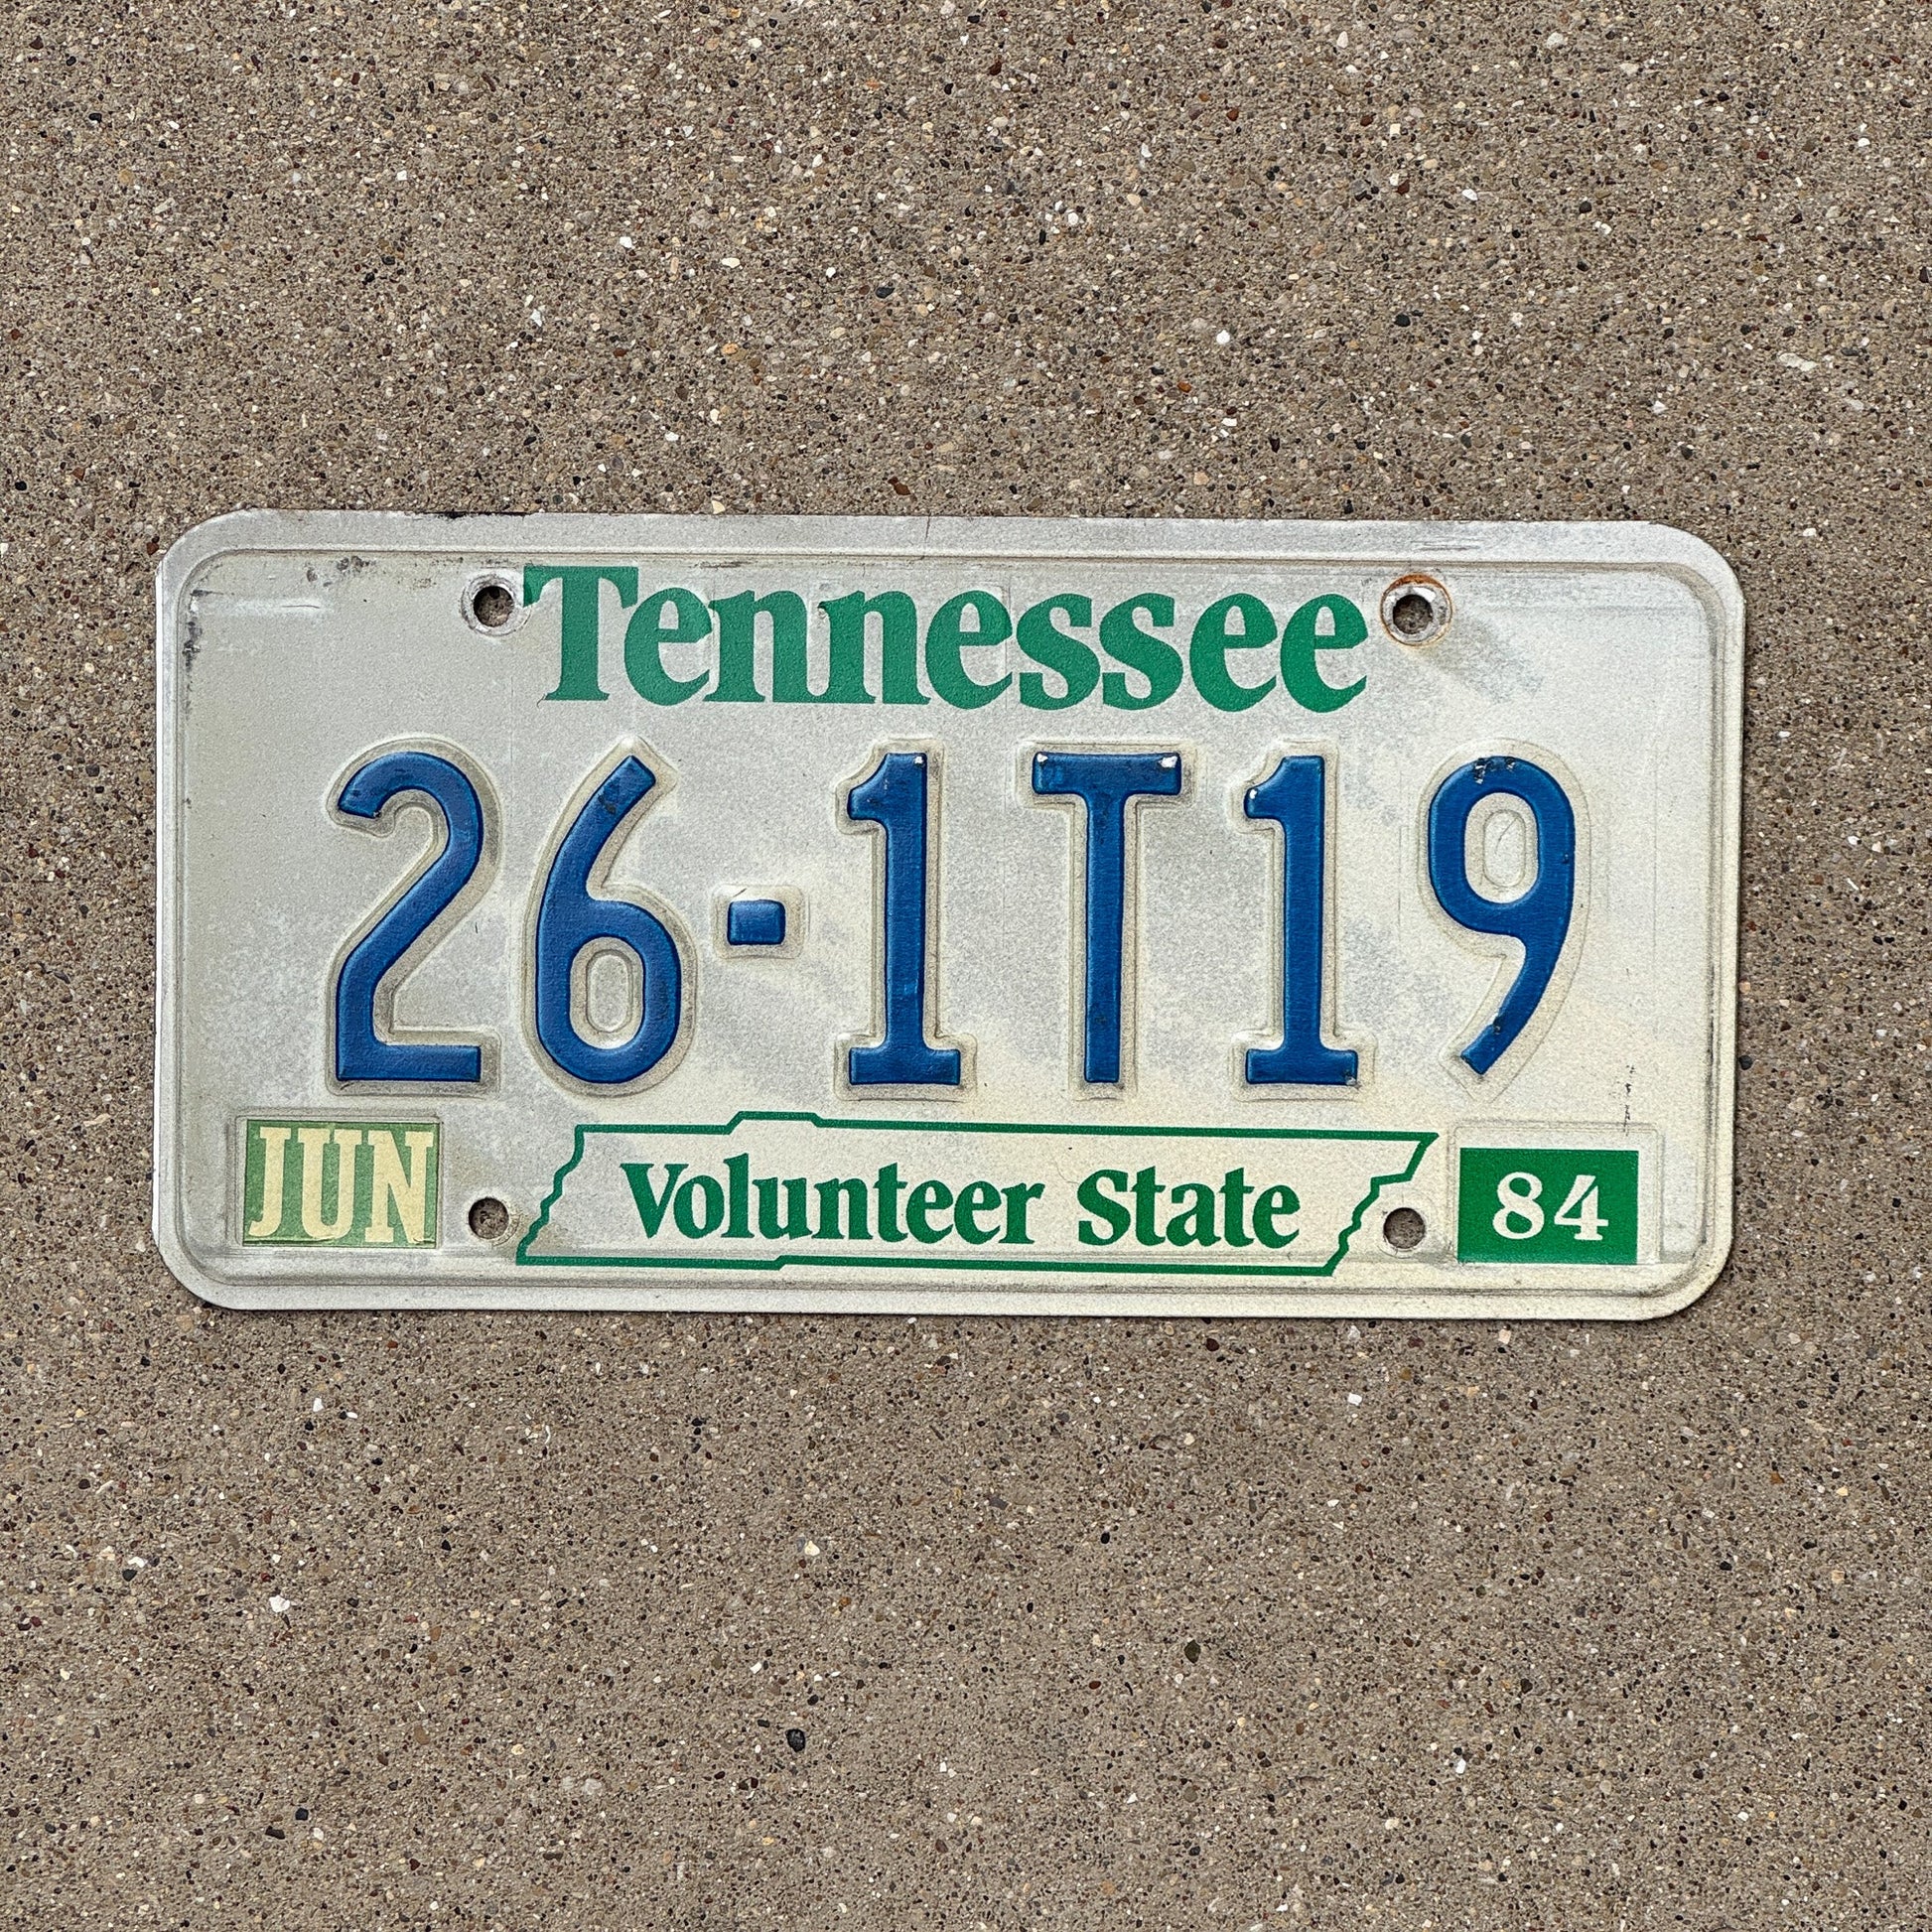 Tennessee
26-1T19
JUN Volunteer State 84